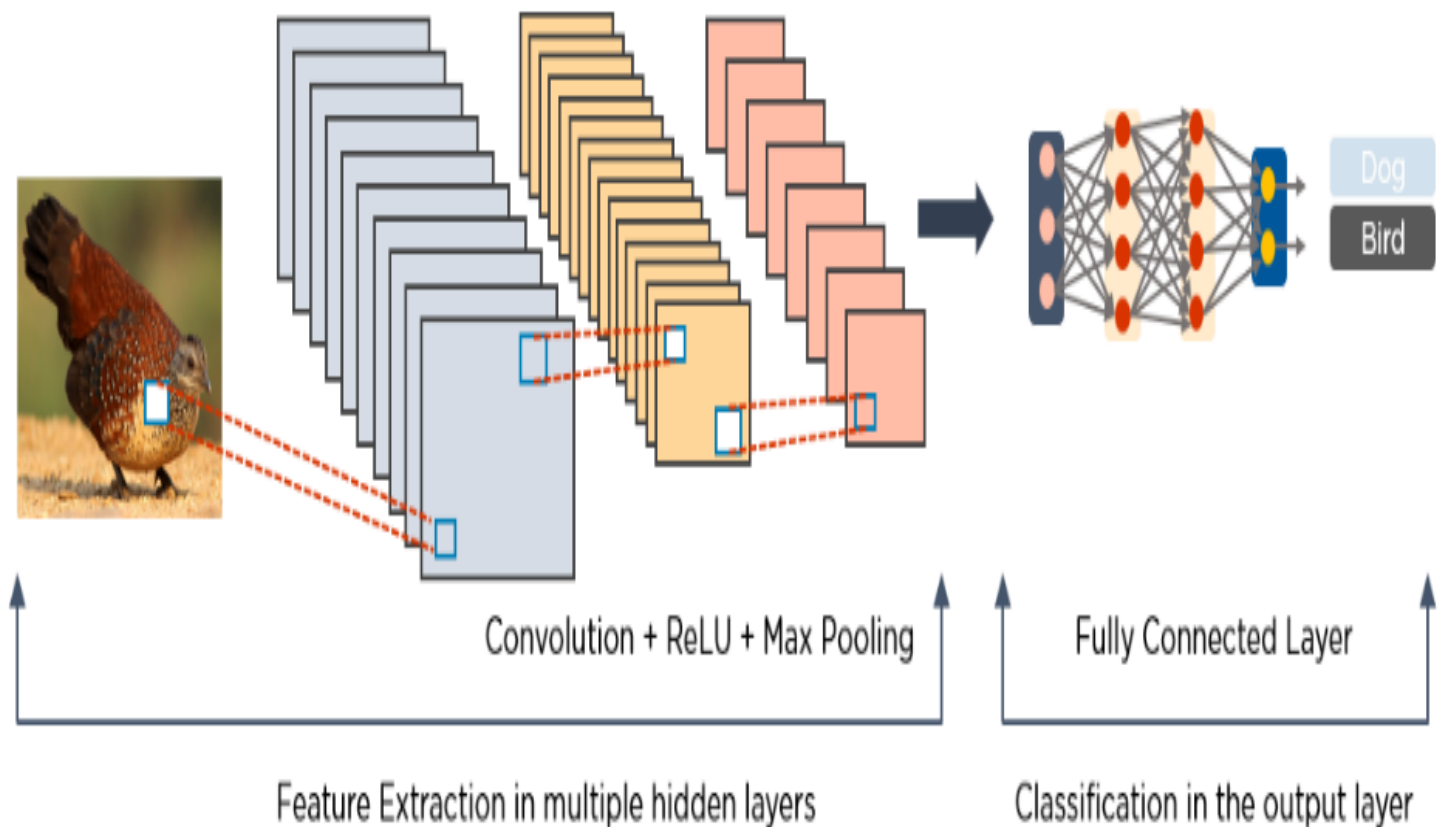 Dog
Bird
Convolution + ReLU + Max Pooling
Fully Connected Layer
Feature Extraction in multiple hidden layers
Classification in the output layer